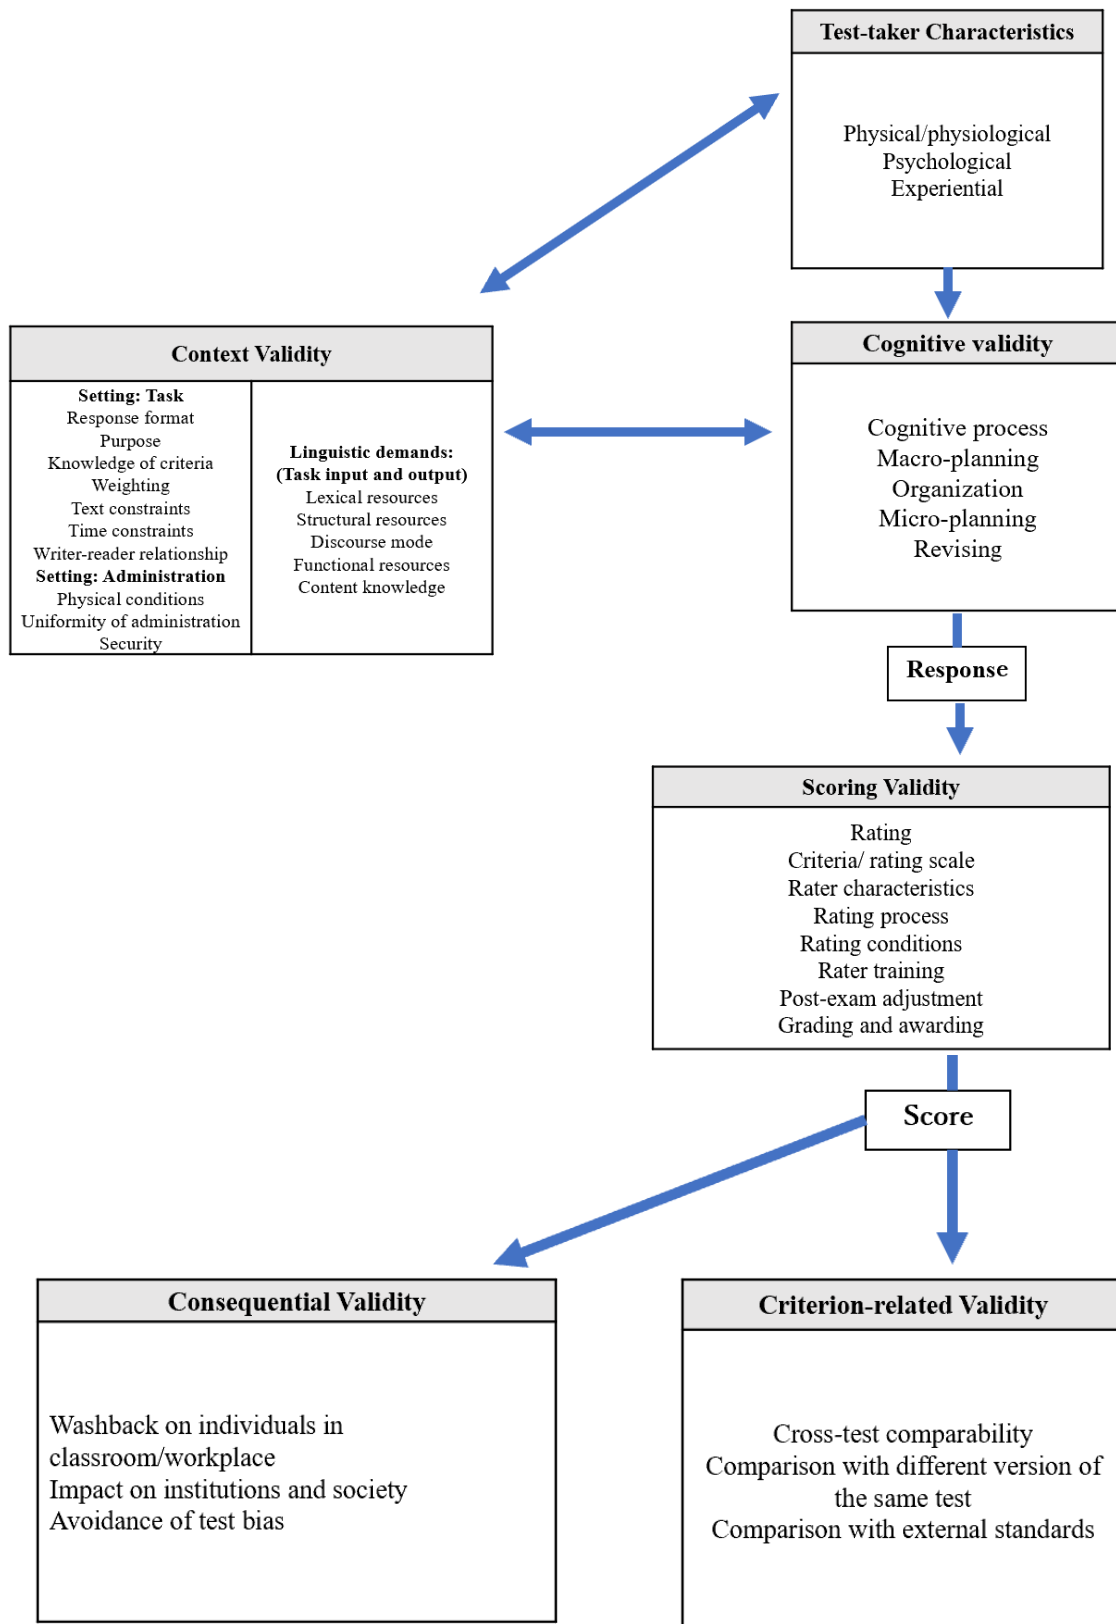 Test-taker Characteristics
Physical/physiological
Psychological
Experiential
Context Validity
Setting: Task
Response format
Purpose
Knowledge of criteria
Weighting
Text constraints
Time constraints
Writer-reader relationship
Setting: Administration
Physical conditions
Uniformity of administration
Security
Linguistic demands:
(Task input and output)
Lexical resources
Structural resources
Discourse mode
Functional resources
Content knowledge
Cognitive validity
Cognitive process
Macro-planning
Organization
Micro-planning
Revising
Response
Scoring Validity
Rating
Criteria/ rating scale
Rater characteristics
Rating process
Rating conditions
Rater training
Post-exam adjustment
Grading and awarding
Score
Consequential Validity
Washback on individuals in
classroom/workplace
Impact on institutions and society
Avoidance of test bias
Criterion-related Validity
Cross-test comparability
Comparison with different version of
the same test
Comparison with external standards